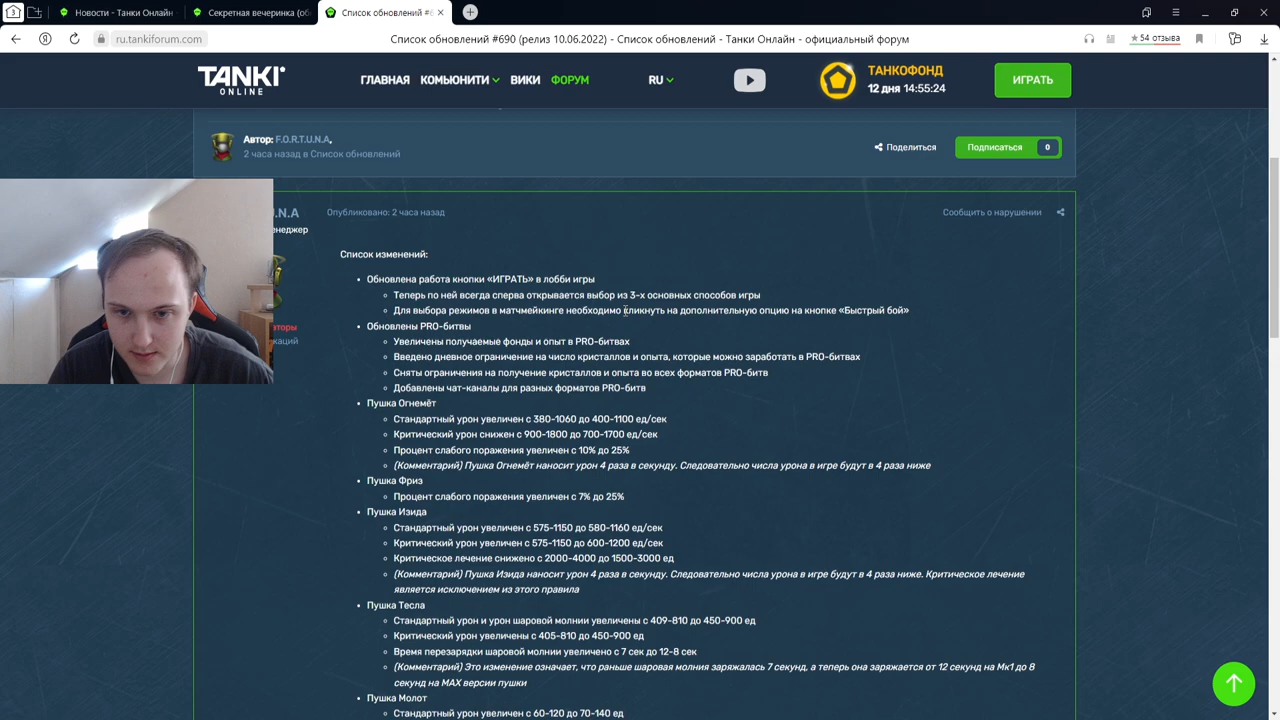 3
Новости - Танки Онлайн
Секретная вечеринка (об
Список обновлений #6
Я
ru.tankiforum.com
Список обновлений #690 (релиз 10.06.2022) - Список обновлений - Танки Онлайн - официальный форум
★54 отзыва
TANKI
ONLINE
ГЛАВНАЯ
КОМЬЮНИТИ
ВИКИ
ФОРУМ
RU
ТАНКОФОНД
12 дня 14:55:24
ИГРАТЬ
Автор: F.O.R.T.U.N.A,
2 часа назад в Список обновлений
Поделиться
Подписаться
0
.N.A
Опубликовано: 2 часа назад
Сообщить о нарушении
енеджер
аторы
каций
Список изменений:
• Обновлена работа кнопки «ИГРАТЬ» в лобби игры
◦ Теперь по ней всегда сперва открывается выбор из 3-х основных способов игры
◦ Для выбора режимов в матчмейкинге необходимо кликнуть на дополнительную опцию на кнопке «Быстрый бой»
• Обновлены PRO-битвы
◦ Увеличены получаемые фонды и опыт в PRO-битвах
◦ Введено дневное ограничение на число кристаллов и опыта, которые можно заработать в PRO-битвах
◦ Сняты ограничения на получение кристаллов и опыта во всех форматов PRO-битв
◦ Добавлены чат-каналы для разных форматов PRO-битв
• Пушка Огнемёт
◦ Стандартный урон увеличен с 380-1060 до 400-1100 ед/сек
◦ Критический урон снижен с 900-1800 до 700-1700 ед/сек
◦ Процент слабого поражения увеличен с 10% до 25%
◦ (Комментарий) Пушка Огнемёт наносит урон 4 раза в секунду. Следовательно числа урона в игре будут в 4 раза ниже
• Пушка Фриз
◦ Процент слабого поражения увеличен с 7% до 25%
• Пушка Изида
◦ Стандартный урон увеличен с 575-1150 до 580-1160 ед/сек
◦ Критический урон увеличен с 575-1150 до 600-1200 ед/сек
◦ Критическое лечение снижено с 2000-4000 до 1500-3000 ед
◦ (Комментарий) Пушка Изида наносит урон 4 раза в секунду. Следовательно числа урона в игре будут в 4 раза ниже. Критическое лечение
является исключением из этого правила
• Пушка Тесла
◦ Стандартный урон и урон шаровой молнии увеличены с 409-810 до 450-900 ед
◦ Критический урон увеличены с 405-810 до 450-900 ед
◦ Время перезарядки шаровой молнии увеличено с 7 сек до 12-8 сек
◦ (Комментарий) Это изменение означает, что раньше шаровая молния заряжалась 7 секунд, а теперь она заряжается от 12 секунд на Мк1 до 8
секунд на МАХ версии пушки
• Пушка Молот
◦ Стандартный урон увеличен с 60-120 до 70-140 ед